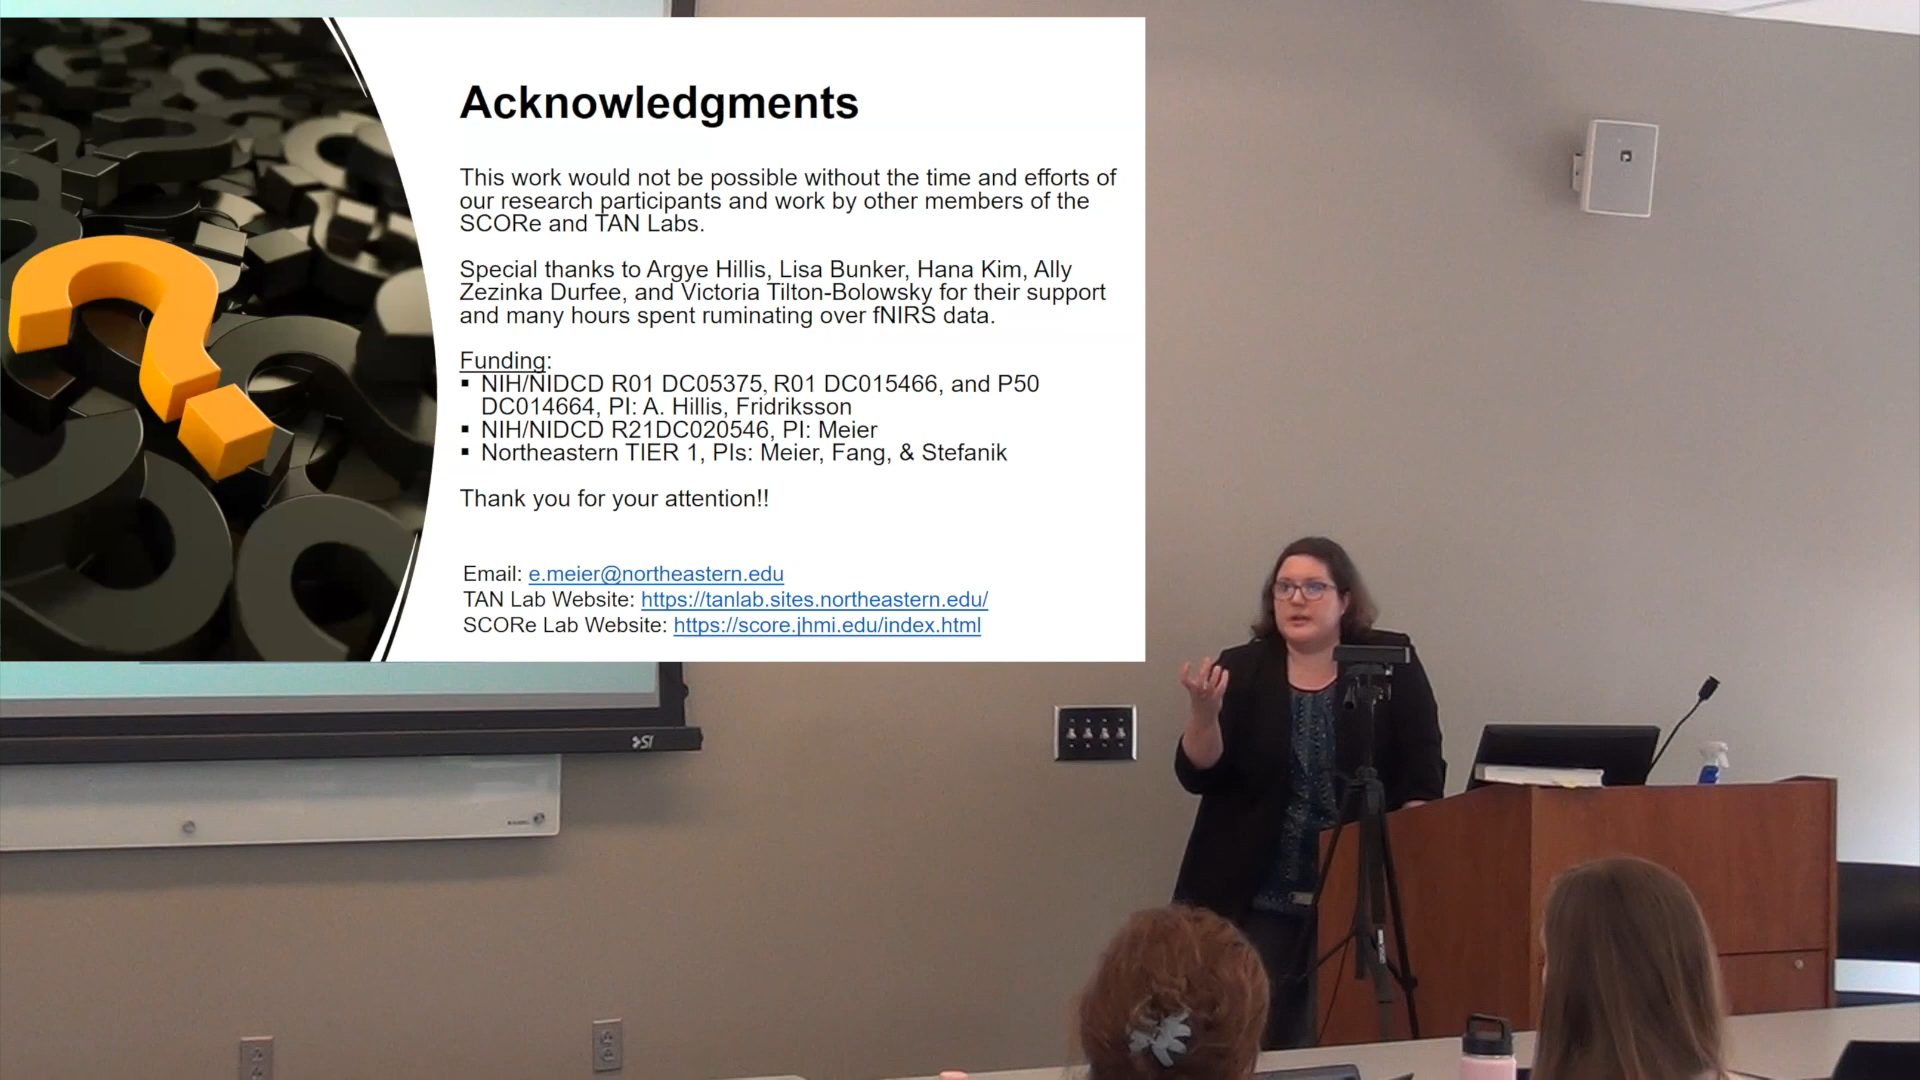 Acknowledgments
This work would not be possible without the time and efforts of
our research participants and work by other members of the
SCORe and TAN Labs.
Special thanks to Argye Hillis, Lisa Bunker, Hana Kim, Ally
Zezinka Durfee, and Victoria Tilton-Bolowsky for their support
and many hours spent ruminating over fNIRS data.
Funding:
▪ NIH/NIDCD R01 DC05375, R01 DC015466, and P50
DC014664, PI: A. Hillis, Fridriksson
▪ NIH/NIDCD R21DC020546, PI: Meier
▪ Northeastern TIER 1, PIs: Meier, Fang, & Stefanik
Thank you for your attention!!
Email: e.meier@northeastern.edu
TAN Lab Website: https://tanlab.sites.northeastern.edu/
SCORe Lab Website: https://score.jhmi.edu/index.html
SI